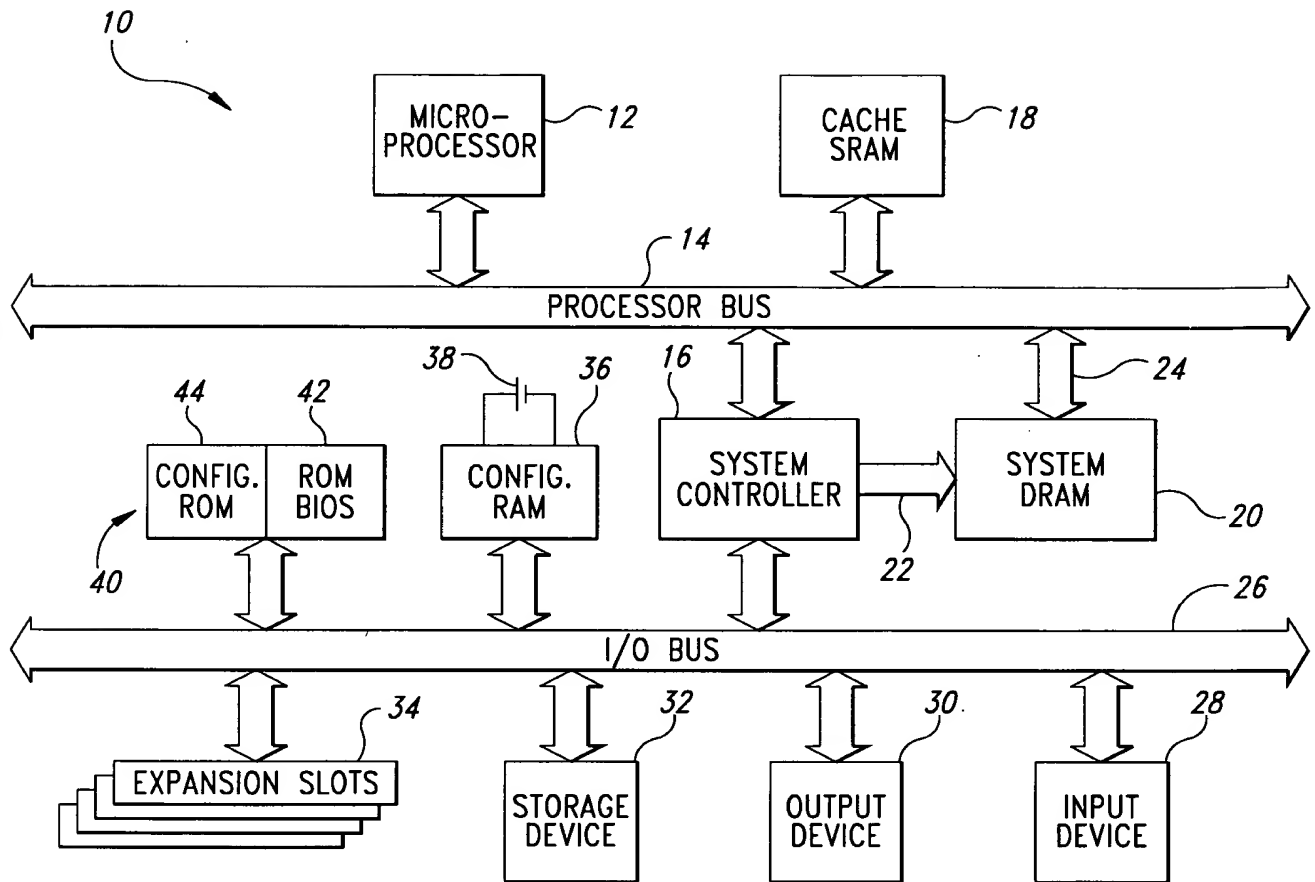 10
MICRO-
PROCESSOR
12
CACHE
SRAM
18
14
PROCESSOR BUS
38
16
36
24
44
42
CONFIG.
ROM
ROM
BIOS
CONFIG.
RAM
SYSTEM
CONTROLLER
SYSTEM
DRAM
20
40
22
26
I/O BUS
34
32
30
28
EXPANSION SLOTS
STORAGE
DEVICE
OUTPUT
DEVICE
INPUT
DEVICE